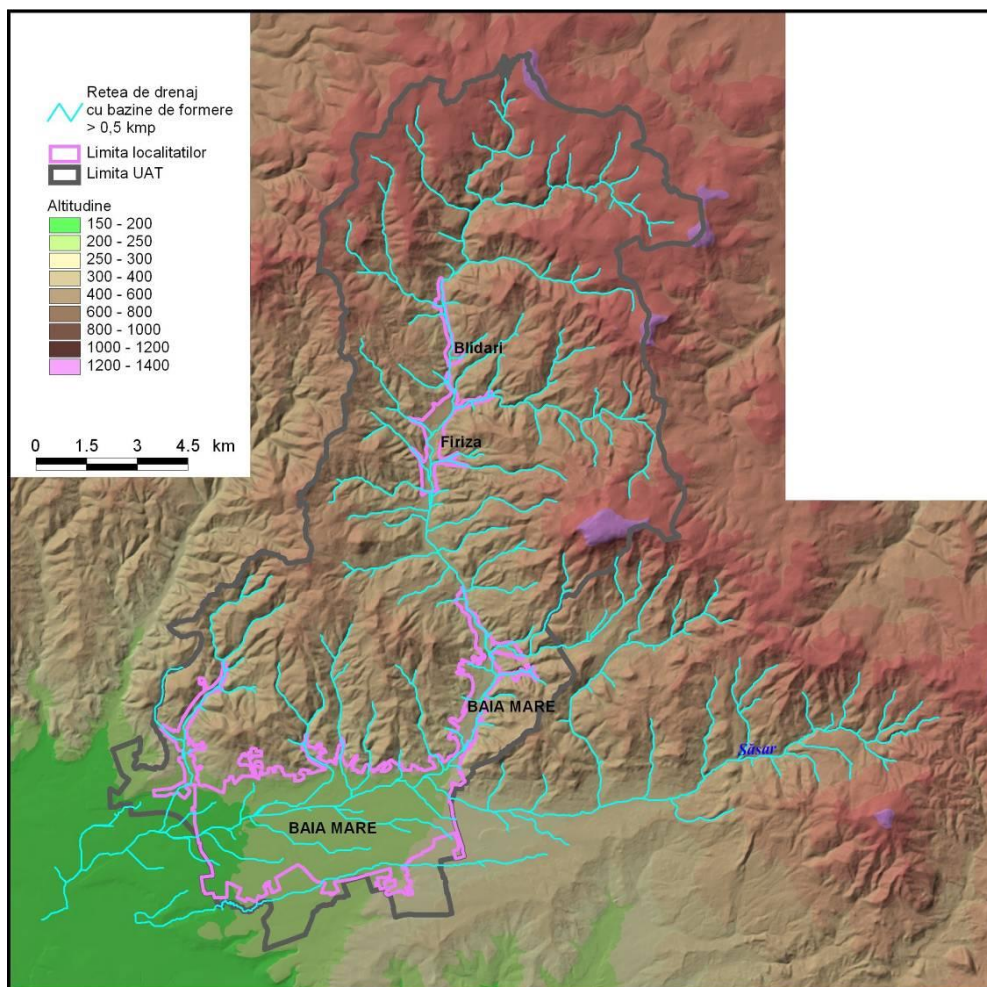 Retea de drenaj
cu bazine de formere
> 0,5 kmp
Limita localitatilor
Limita UAT
Altitudine
150 - 200
200 - 250
250 - 300
300 - 400
400 - 600
600 - 800
800 - 1000
1000 - 1200
1200 - 1400
0 1.5 3 4.5 km
Blidari
Firiza
BAIA MARE
Șasar
BAIA MARE